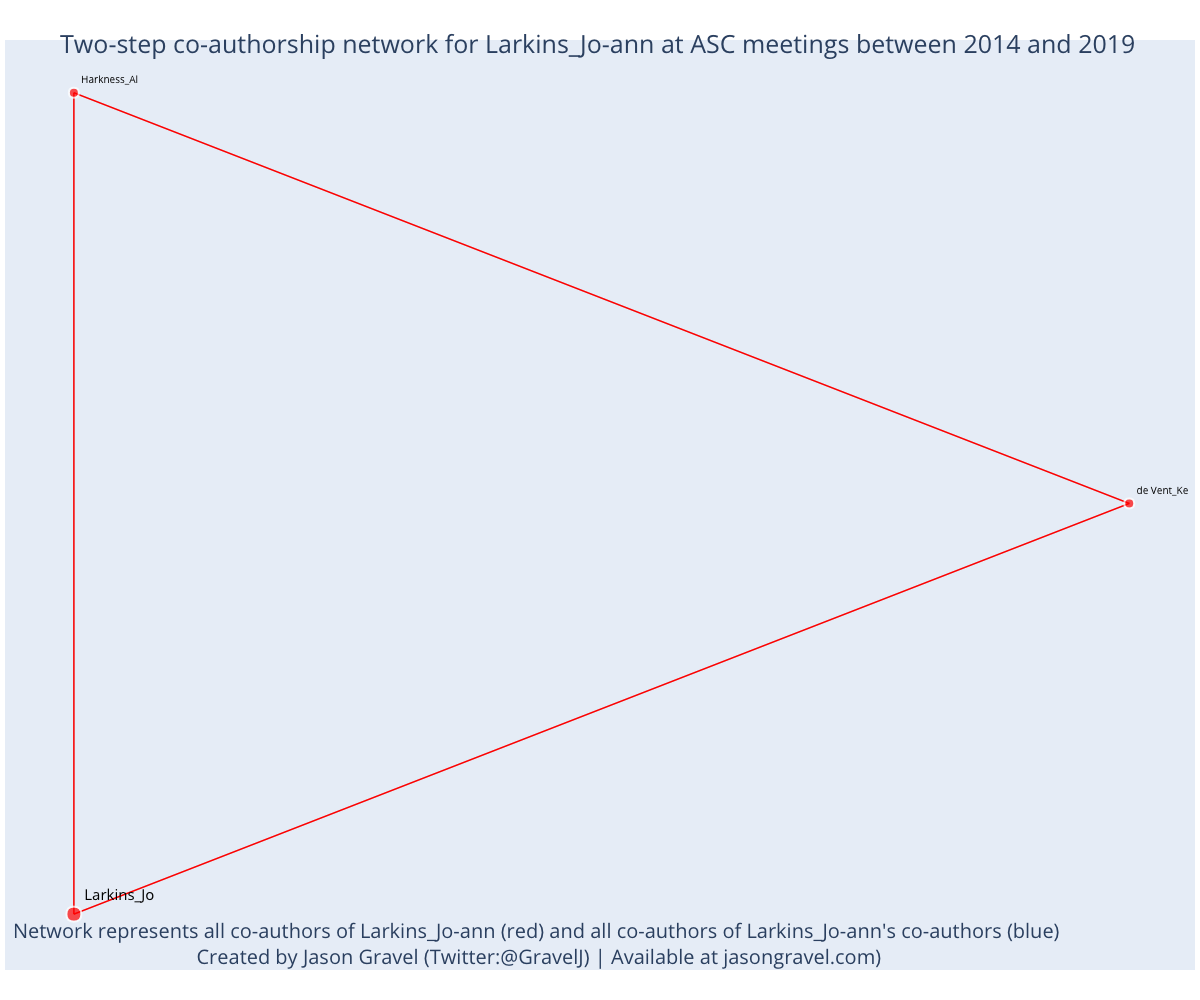 Two-step co-authorship network for Larkins_Jo-ann at ASC meetings between 2014 and 2019
Harkness_Al
de Vent_Ke
Larkins_Jo
Network represents all co-authors of Larkins_Jo-ann (red) and all co-authors of Larkins_Jo-ann's co-authors (blue)
Created by Jason Gravel (Twitter:@GravelJ) | Available at jasongravel.com)